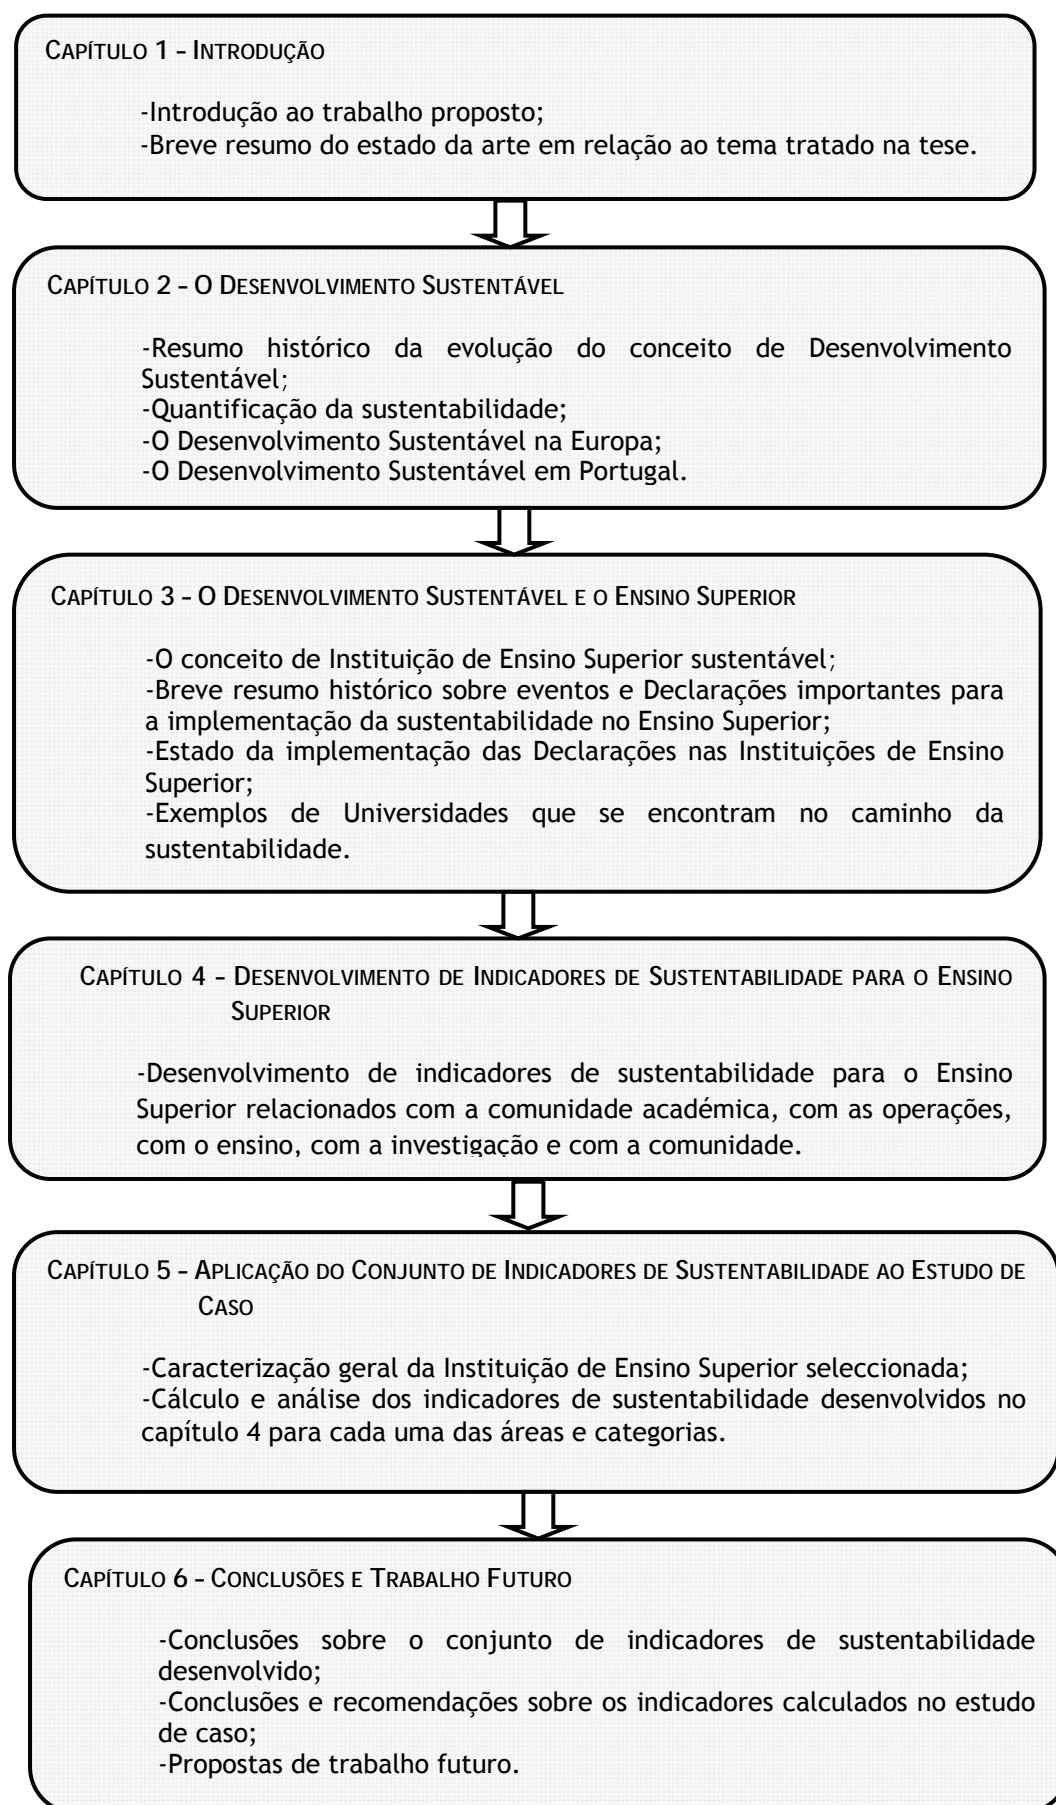 CAPÍTULO 1 – INTRODUÇÃO
-Introdução ao trabalho proposto;
-Breve resumo do estado da arte em relação ao tema tratado na tese.
CAPÍTULO 2 – O DESENVOLVIMENTO SUSTENTÁVEL
-Resumo histórico da evolução do conceito de Desenvolvimento
Sustentável;
-Quantificação da sustentabilidade;
-O Desenvolvimento Sustentável na Europa;
-O Desenvolvimento Sustentável em Portugal.
CAPÍTULO 3 – O DESENVOLVIMENTO SUSTENTÁVEL E O ENSINO SUPERIOR
-O conceito de Instituição de Ensino Superior sustentável;
-Breve resumo histórico sobre eventos e Declarações importantes para
a implementação da sustentabilidade no Ensino Superior;
-Estado da implementação das Declarações nas Instituições de Ensino
Superior;
-Exemplos de Universidades que se encontram no caminho da
sustentabilidade.
CAPÍTULO 4 – DESENVOLVIMENTO DE INDICADORES DE SUSTENTABILIDADE PARA O ENSINO
SUPERIOR
-Desenvolvimento de indicadores de sustentabilidade para o Ensino
Superior relacionados com a comunidade académica, com as operações,
com o ensino, com a investigação e com a comunidade.
CAPÍTULO 5 – APLICAÇÃO DO CONJUNTO DE INDICADORES DE SUSTENTABILIDADE AO ESTUDO DE
CASO
-Caracterização geral da Instituição de Ensino Superior seleccionada;
-Cálculo e análise dos indicadores de sustentabilidade desenvolvidos no
capítulo 4 para cada uma das áreas e categorias.
CAPÍTULO 6 – CONCLUSÕES E TRABALHO FUTURO
-Conclusões sobre o conjunto de indicadores de sustentabilidade
desenvolvido;
-Conclusões e recomendações sobre os indicadores calculados no estudo
de caso;
-Propostas de trabalho futuro.